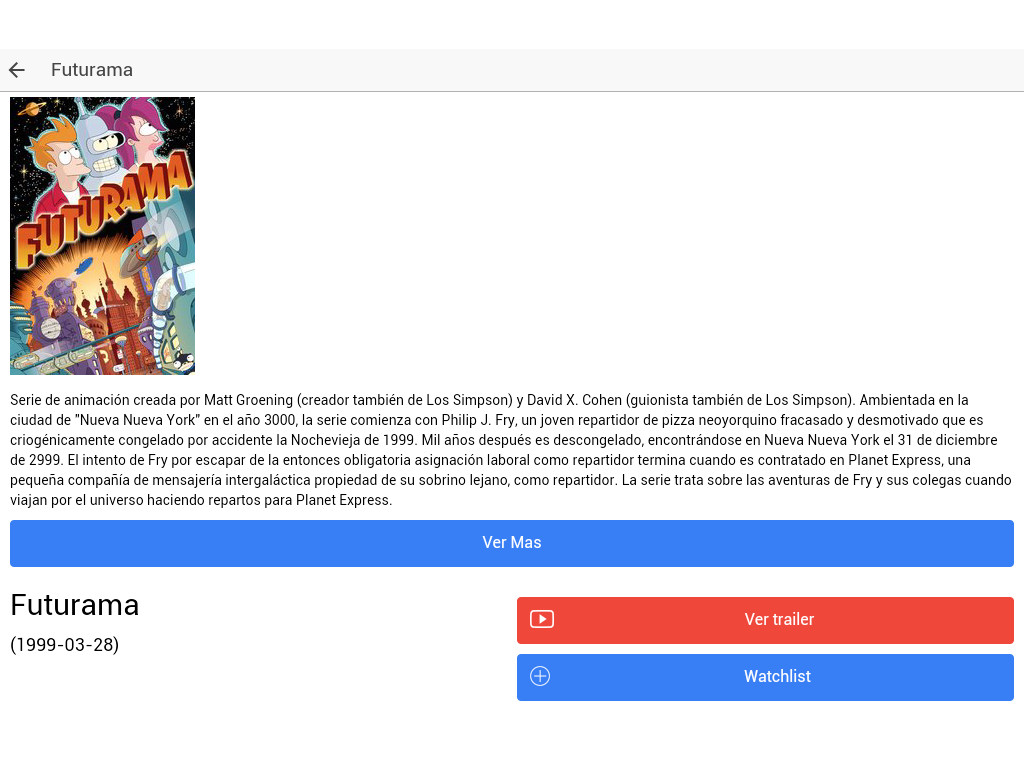 Futurama
FUTURAMA
Serie de animación creada por Matt Groening (creador también de Los Simpson) y David X. Cohen (guionista también de Los Simpson). Ambientada en la
ciudad de "Nueva Nueva York" en el año 3000, la serie comienza con Philip J. Fry, un joven repartidor de pizza neoyorquino fracasado y desmotivado que es
criogénicamente congelado por accidente la Nochevieja de 1999. Mil años después es descongelado, encontrándose en Nueva Nueva York el 31 de diciembre
de 2999. El intento de Fry por escapar de la entonces obligatoria asignación laboral como repartidor termina cuando es contratado en Planet Express, una
pequeña compañía de mensajería intergaláctica propiedad de su sobrino lejano, como repartidor. La serie trata sobre las aventuras de Fry y sus colegas cuando
viajan por el universo haciendo repartos para Planet Express.
Ver Mas
Futurama
(1999-03-28)
Ver trailer
Watchlist